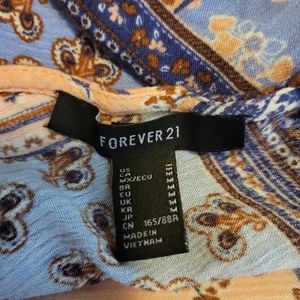 FOREVER 21
US M
CA M
MX/ECU M
BR M
EU M
UK M
KR M
JP M
CN 165/88A
MADE IN
VIETNAM